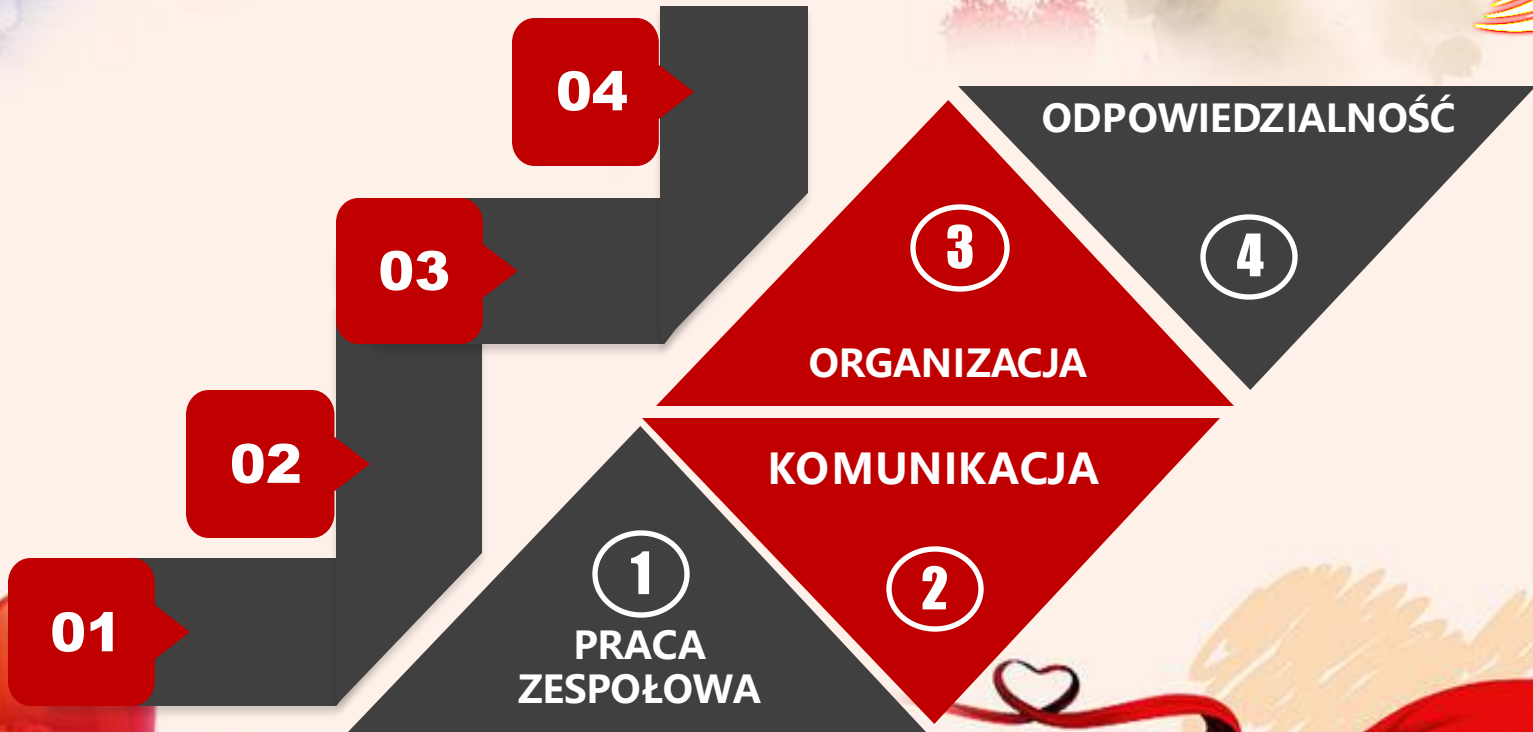 04
ODPOWIEDZIALNOŚĆ
3
4
03
ORGANIZACJA
02
KOMUNIKACJA
1
2
01
PRACA
ZESPOŁOWA